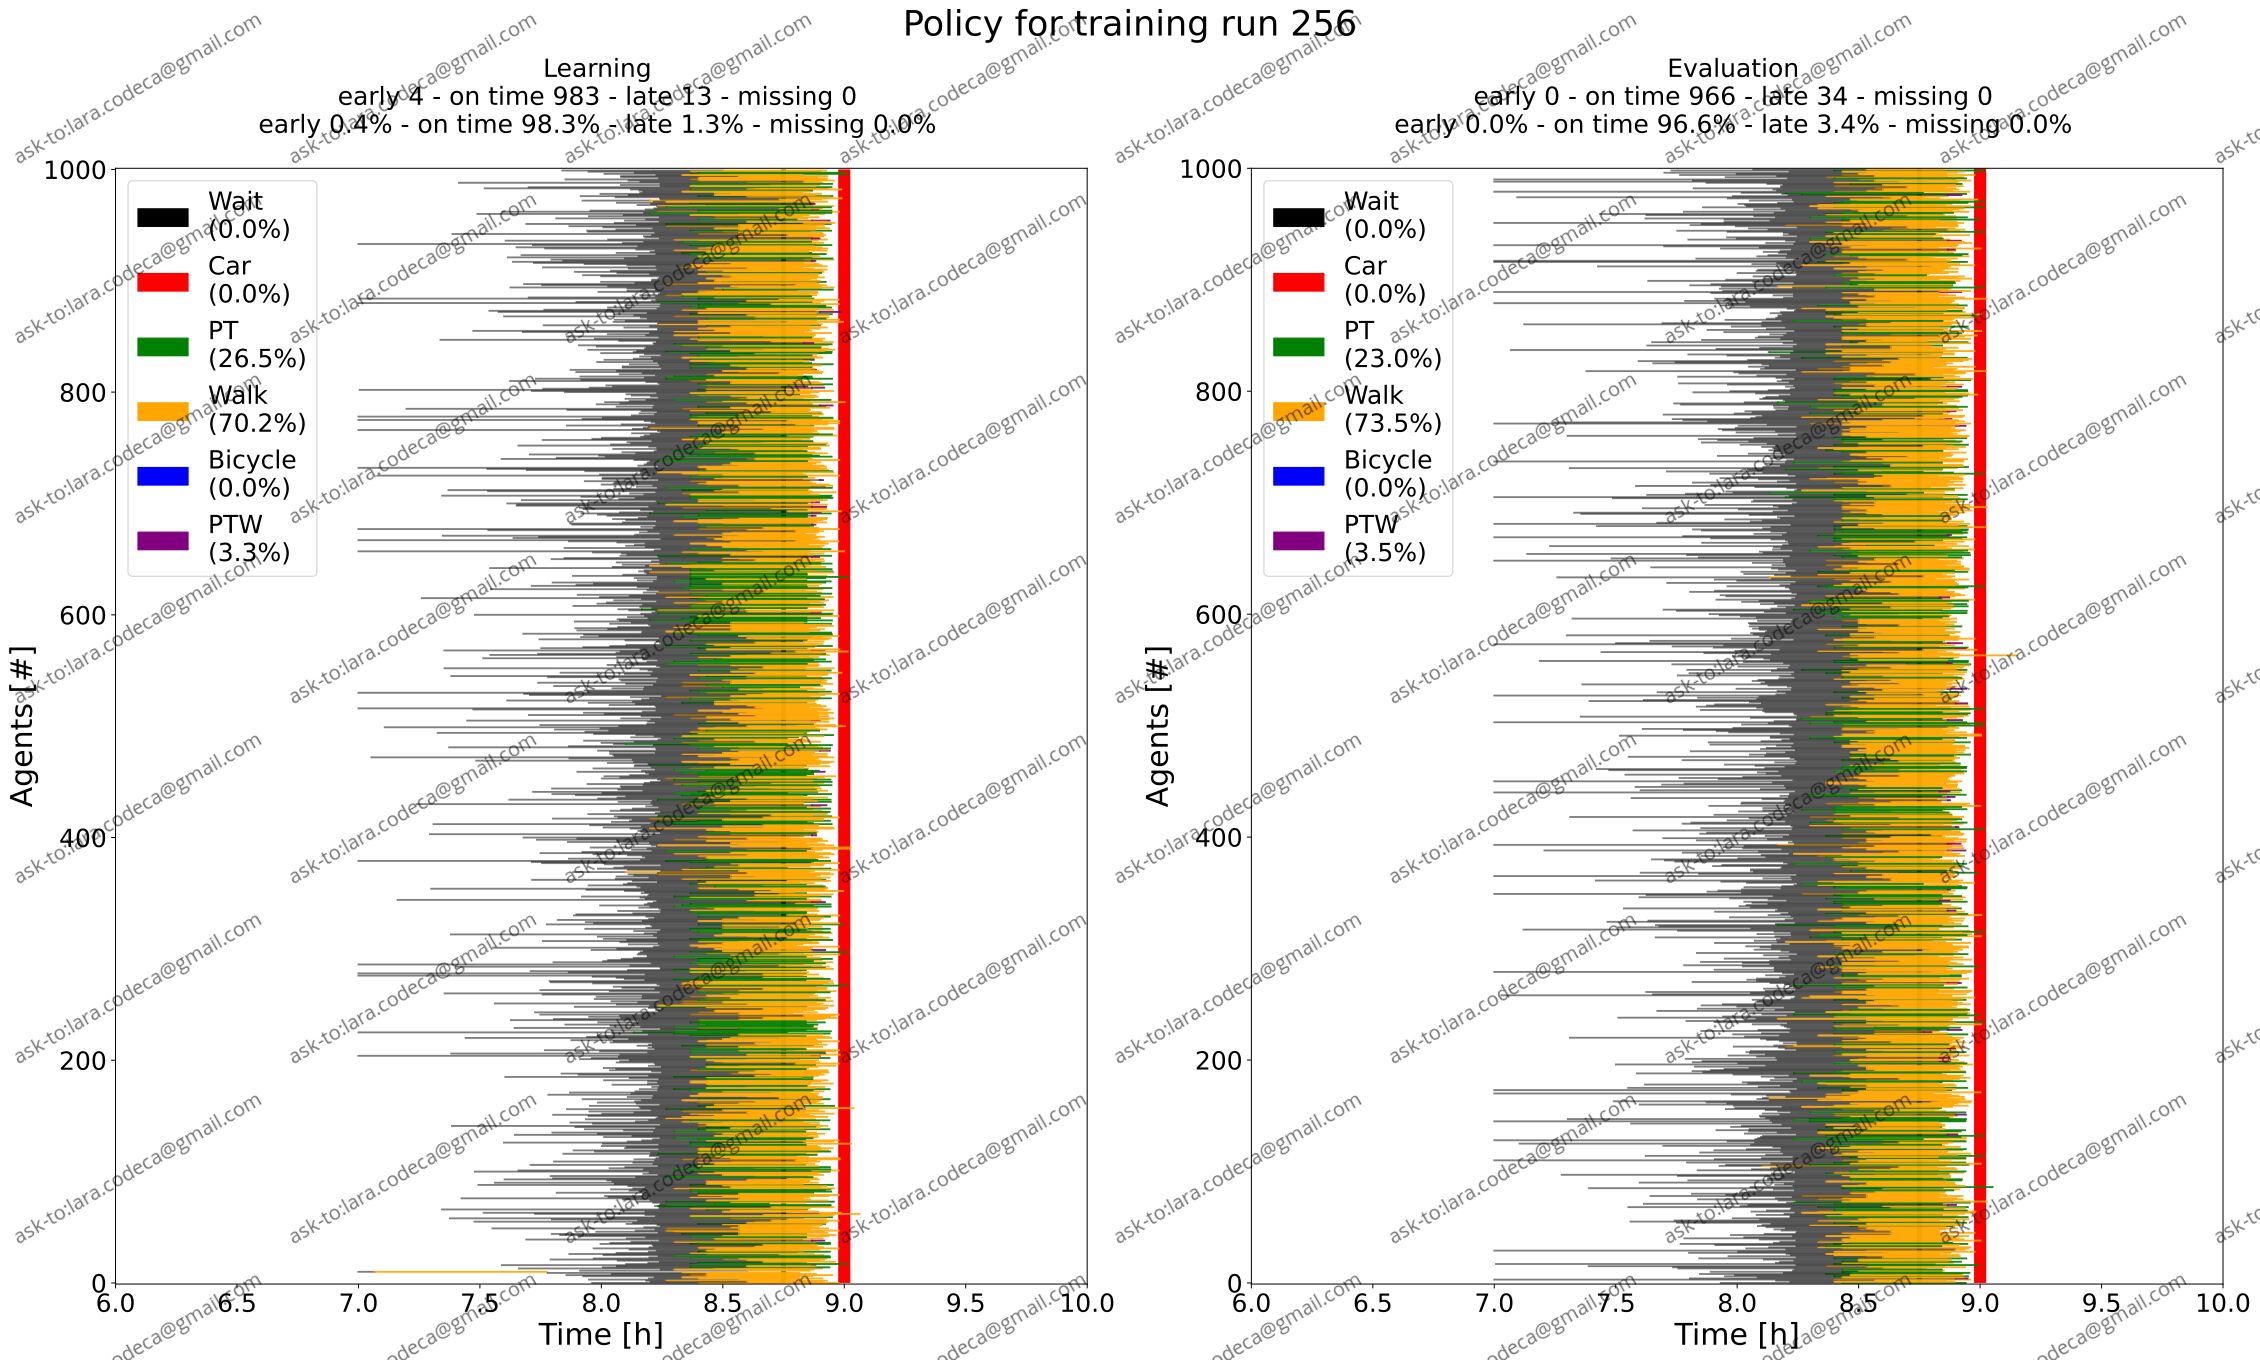 Policy for training run 256
Learning
early 4 - on time 983 - late 13 - missing 0
early 0.4% - on time 98.3% - late 1.3% - missing 0.0%
1000
800
600
400
200
0
Agents [#]
Wait
(0.0%)
Car
(0.0%)
PT
(26.5%)
Walk
(70.2%)
Bicycle
(0.0%)
PTW
(3.3%)
6.0 6.5 7.0 7.5 8.0 8.5 9.0 9.5 10.0
Time [h]
Evaluation
early 0 - on time 966 - late 34 - missing 0
early 0.0% - on time 96.6% - late 3.4% - missing 0.0%
1000
800
600
400
200
0
Agents [#]
Wait
(0.0%)
Car
(0.0%)
PT
(23.0%)
Walk
(73.5%)
Bicycle
(0.0%)
PTW
(3.5%)
6.0 6.5 7.0 7.5 8.0 8.5 9.0 9.5 10.0
Time [h]
ask-to:lara.codeca@gmail.com